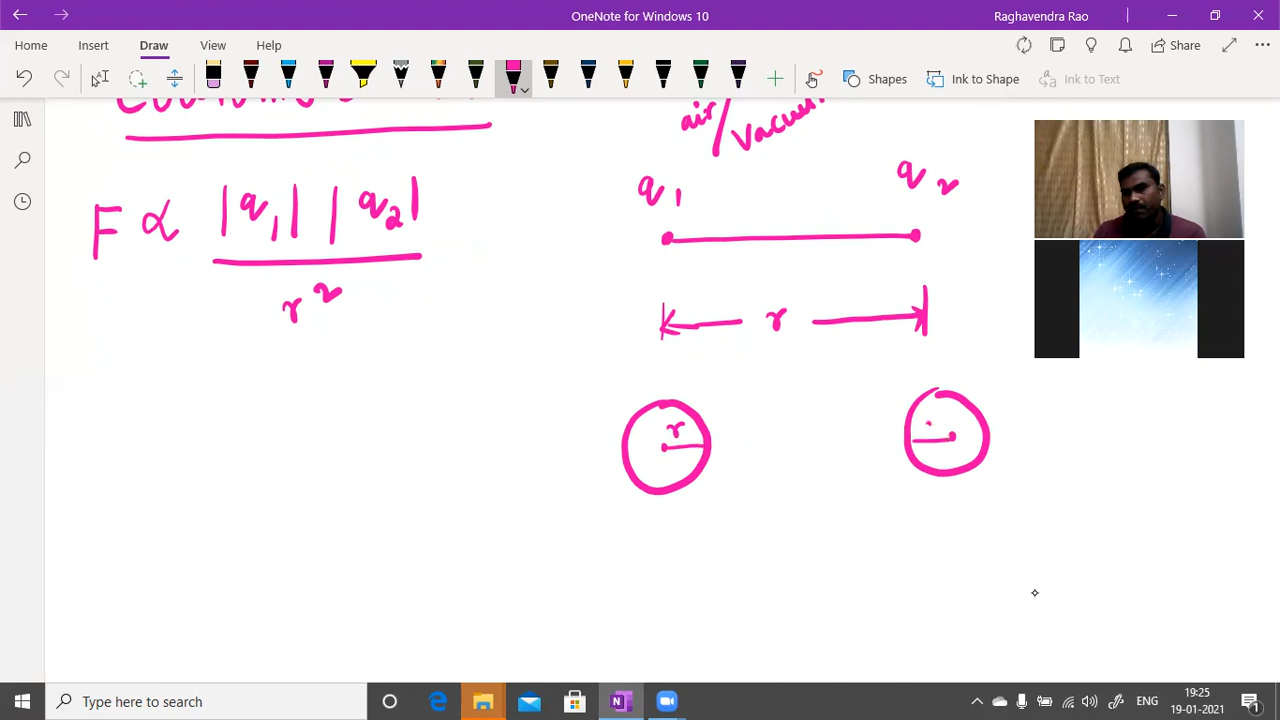 OneNote for Windows 10
Raghavendra Rao
Home Insert Draw View Help
Share
Shapes
Ink to Shape
Ink to Text
air/
F ∝ |q1| |q2|
r2
q1
q2
r
r
Type here to search
ENG
19:25
19-01-2021
1